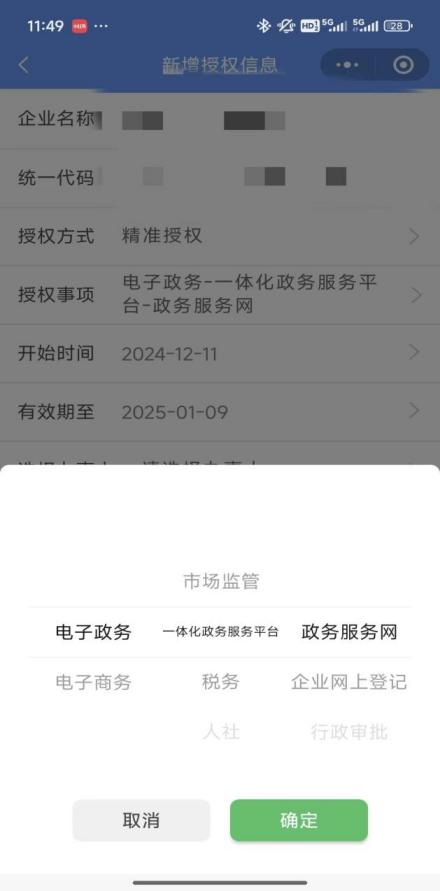 11:49
HD 5G 5G 28
新增授权信息
企业名称
统一代码
授权方式 精准授权
授权事项 电子政务-一体化政务服务平
台-政务服务网
开始时间 2024-12-11
有效期至 2025-01-09
市场监管
电子政务 一体化政务服务平台 政务服务网
电子商务 税务 企业网上登记
人社 行政审批
取消 确定